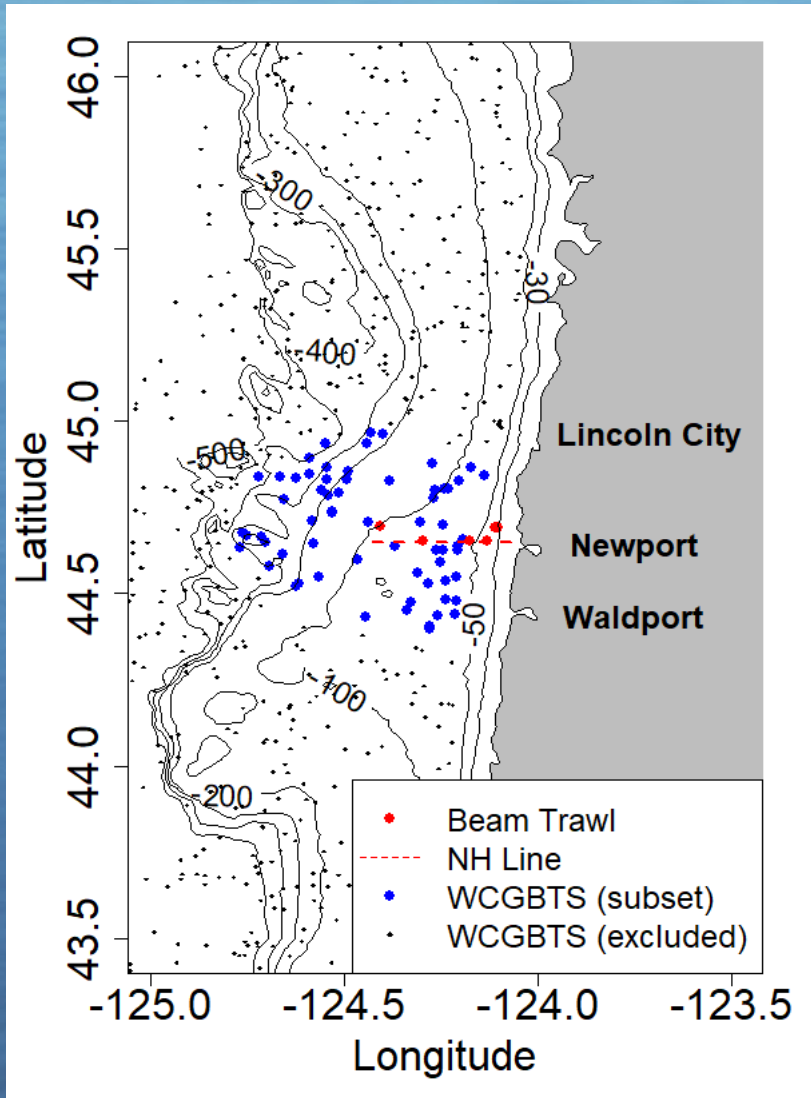 46.0
45.5
45.0
44.5
44.0
43.5
Latitude
-300
-30
-400
-500
-50
-100
-200
Lincoln City
Newport
Waldport
Beam Trawl
NH Line
WCGBTS (subset)
WCGBTS (excluded)
-125.0 -124.5 -124.0 -123.5
Longitude